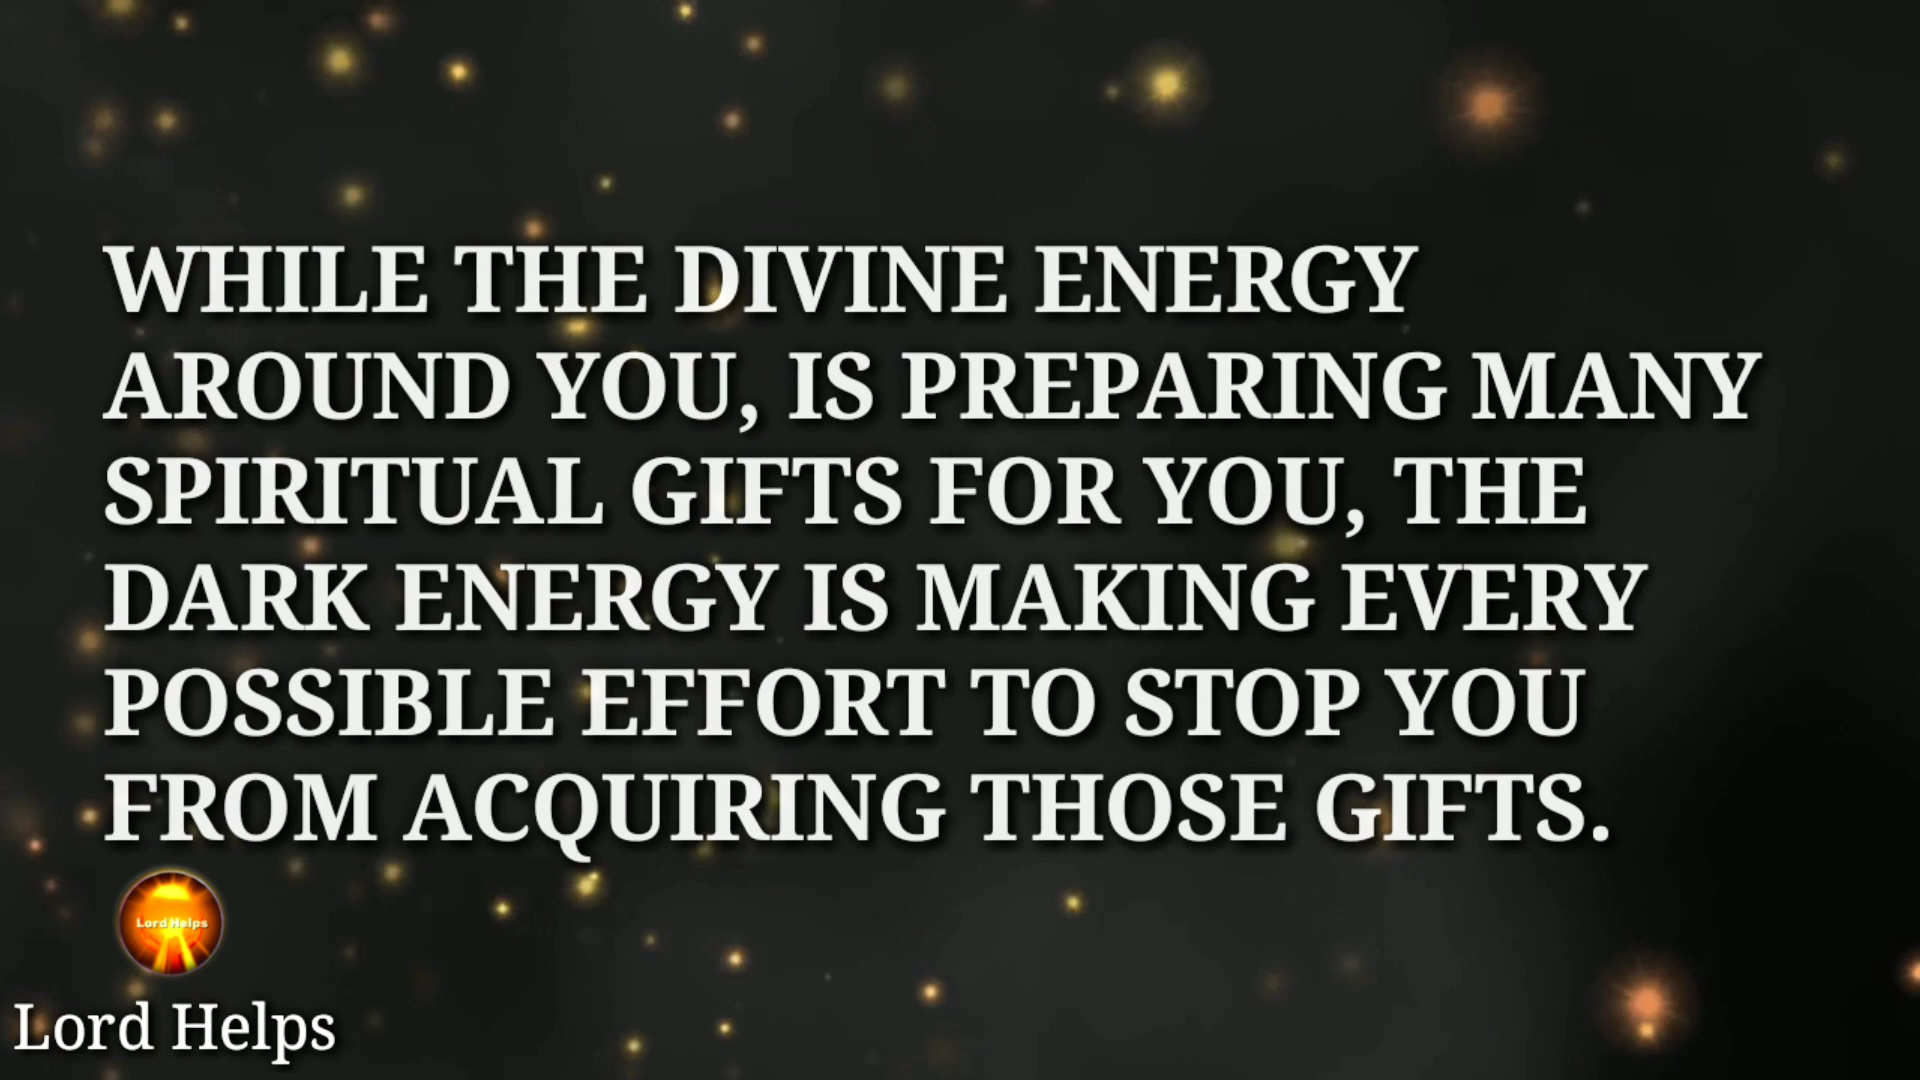 WHILE THE DIVINE ENERGY
AROUND YOU, IS PREPARING MANY
SPIRITUAL GIFTS FOR YOU, THE
DARK ENERGY IS MAKING EVERY
POSSIBLE EFFORT TO STOP YOU
FROM ACQUIRING THOSE GIFTS.
Lord Helps
Lord Helps